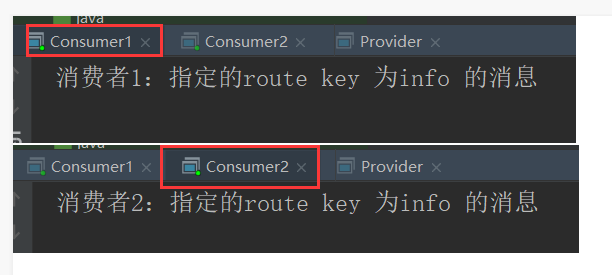 java
Consumer1 × Consumer2 × Provider ×
消费者1: 指定的route key 为info 的消息
5
java
Consumer1 × Consumer2 × Provider ×
消费者2: 指定的route key 为info 的消息